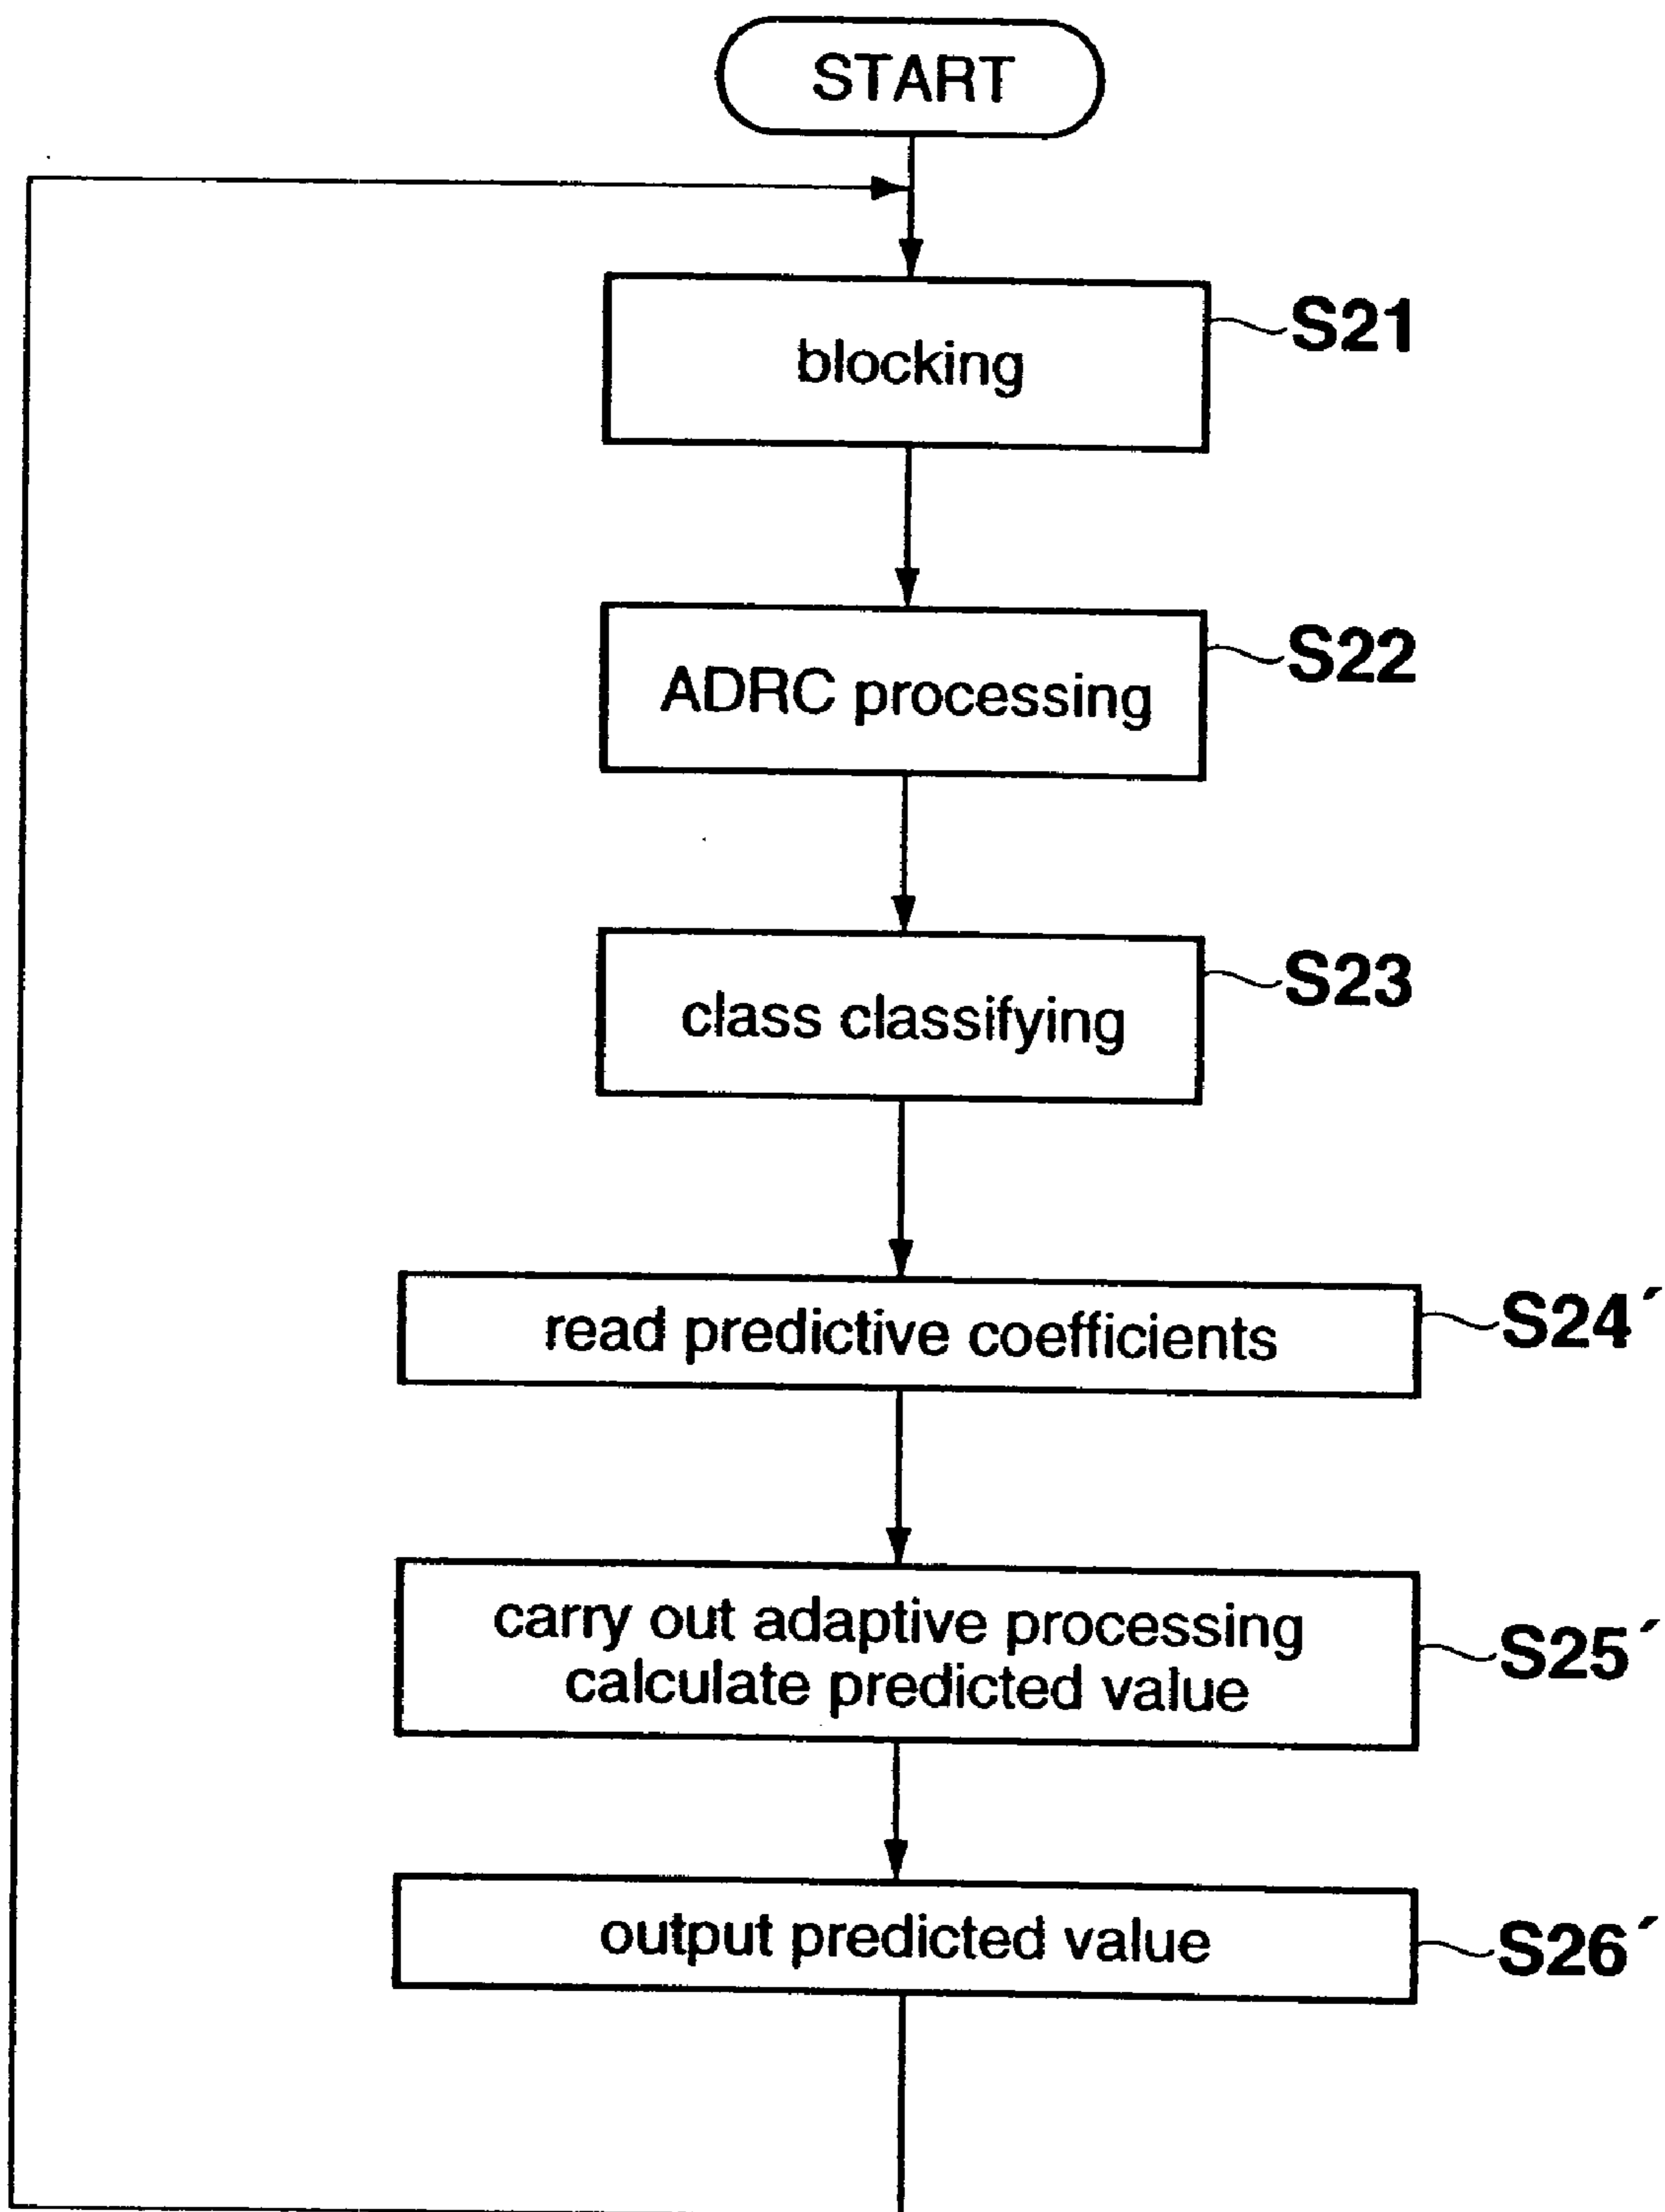 START
blocking
S21
ADRC processing
S22
class classifying
S23
read predictive coefficients
S24´
carry out adaptive processing
calculate predicted value
S25´
output predicted value
S26´